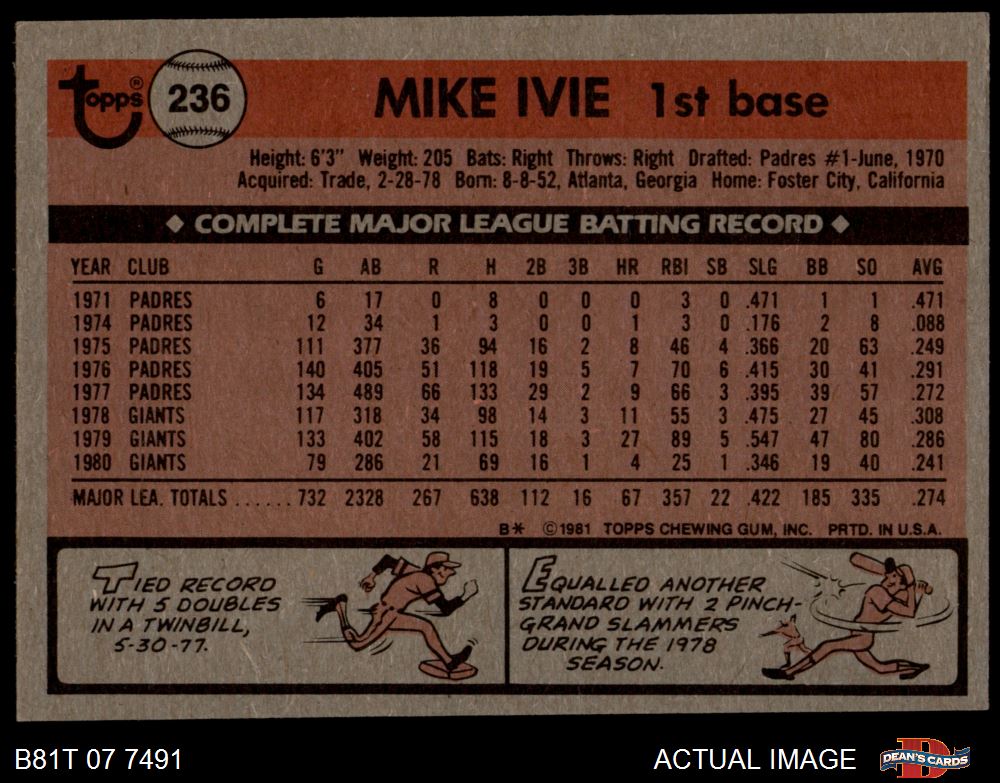 Topps® 236 MIKE IVIE 1st base
Height: 6'3" Weight: 205 Bats: Right Throws: Right Drafted: Padres #1-June, 1970
Acquired: Trade, 2-28-78 Born: 8-8-52, Atlanta, Georgia Home: Foster City, California
◆ COMPLETE MAJOR LEAGUE BATTING RECORD ◆
YEAR CLUB G AB R H 2B 3B HR RBI SB SLG BB SO AVG
1971 PADRES 6 17 0 8 0 0 0 3 0 .471 1 1 .471
1974 PADRES 12 34 1 3 0 0 1 3 0 .176 2 8 .088
1975 PADRES 111 377 36 94 16 2 8 46 4 .366 20 63 .249
1976 PADRES 140 405 51 118 19 5 7 70 6 .415 30 41 .291
1977 PADRES 134 489 66 133 29 2 9 66 3 .395 39 57 .272
1978 GIANTS 117 318 34 98 14 3 11 55 3 .475 27 45 .308
1979 GIANTS 133 402 58 115 18 3 27 89 5 .547 47 80 .286
1980 GIANTS 79 286 21 69 16 1 4 25 1 .346 19 40 .241
MAJOR LEA. TOTALS ...... 732 2328 267 638 112 16 67 357 22 .422 185 335 .274
B* ©1981 TOPPS CHEWING GUM, INC. PRTD. IN U.S.A.
TIED RECORD
WITH 5 DOUBLES
IN A TWINBILL,
5-30-77.
EQUALLED ANOTHER
STANDARD WITH 2 PINCH-
GRAND SLAMMERS
DURING THE 1978
SEASON.
B81T 07 7491 ACTUAL IMAGE D DEAN'S CARDS